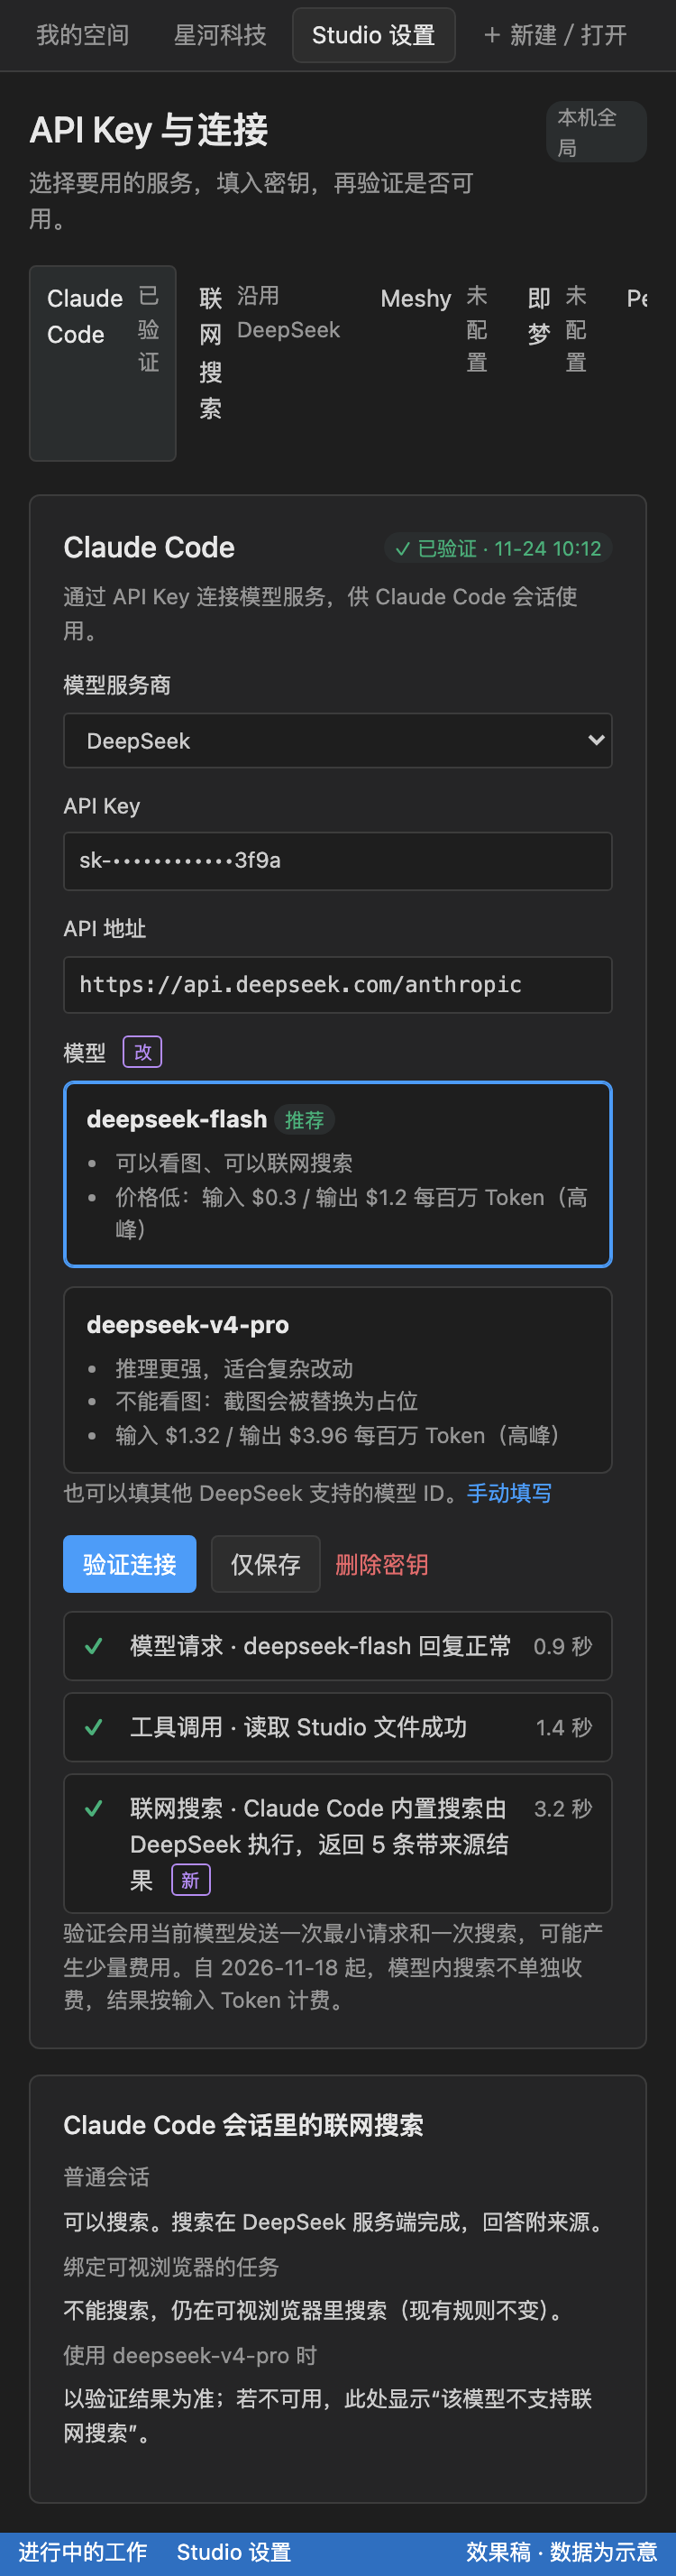 我的空间 星河科技 Studio 设置 + 新建 / 打开
API Key 与连接
本机全
局
选择要用的服务，填入密钥，再验证是否可
用。
Claude
Code
已
验
证
联
网
搜
索
沿用
DeepSeek
Meshy
未
配
置
即
梦
未
配
置
Claude Code
✓ 已验证 · 11-24 10:12
通过 API Key 连接模型服务，供 Claude Code 会话使
用。
模型服务商
DeepSeek
API Key
sk-••••••••••••3f9a
API 地址
https://api.deepseek.com/anthropic
模型 改
deepseek-flash 推荐
• 可以看图、可以联网搜索
• 价格低：输入 $0.3 / 输出 $1.2 每百万 Token（高
峰）
deepseek-v4-pro
• 推理更强，适合复杂改动
• 不能看图：截图会被替换为占位
• 输入 $1.32 / 输出 $3.96 每百万 Token（高峰）
也可以填其他 DeepSeek 支持的模型 ID。手动填写
验证连接 仅保存 删除密钥
✓ 模型请求 · deepseek-flash 回复正常 0.9 秒
✓ 工具调用 · 读取 Studio 文件成功 1.4 秒
✓ 联网搜索 · Claude Code 内置搜索由 3.2 秒
DeepSeek 执行，返回 5 条带来源结
果 新
验证会用当前模型发送一次最小请求和一次搜索，可能产
生少量费用。自 2026-11-18 起，模型内搜索不单独收
费，结果按输入 Token 计费。
Claude Code 会话里的联网搜索
普通会话
可以搜索。搜索在 DeepSeek 服务端完成，回答附来源。
绑定可视浏览器的任务
不能搜索，仍在可视浏览器里搜索（现有规则不变）。
使用 deepseek-v4-pro 时
以验证结果为准；若不可用，此处显示“该模型不支持联
网搜索”。
进行中的工作 Studio 设置 效果稿 · 数据为示意